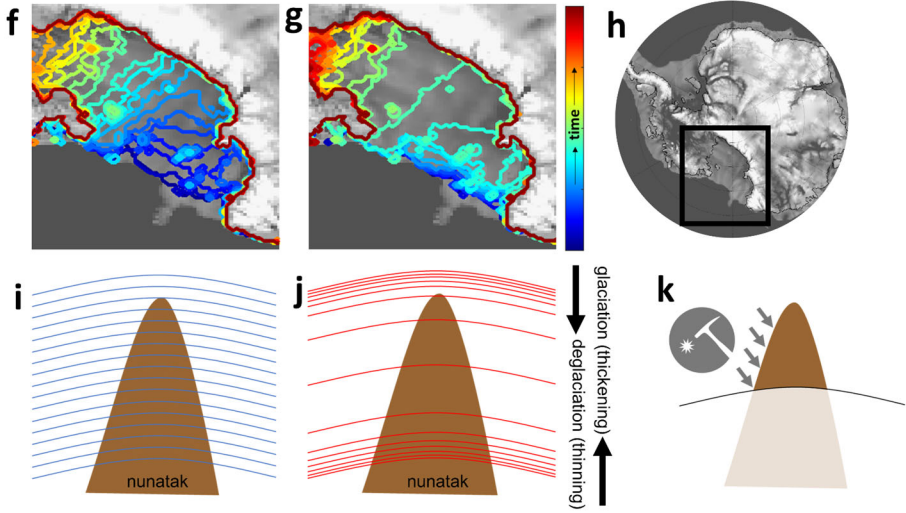 f
g
h
time
i
j
k
nunatak
nunatak
glaciation (thickening)
deglaciation (thinning)